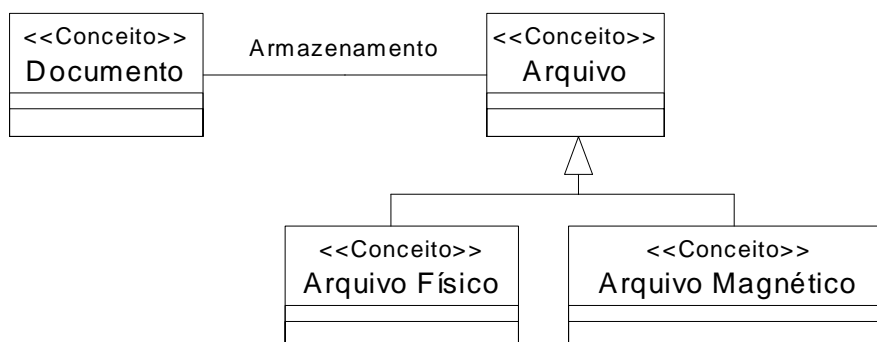 <<Conceito>>
Documento
Armazenamento
<<Conceito>>
Arquivo
<<Conceito>>
Arquivo Físico
<<Conceito>>
Arquivo Magnético